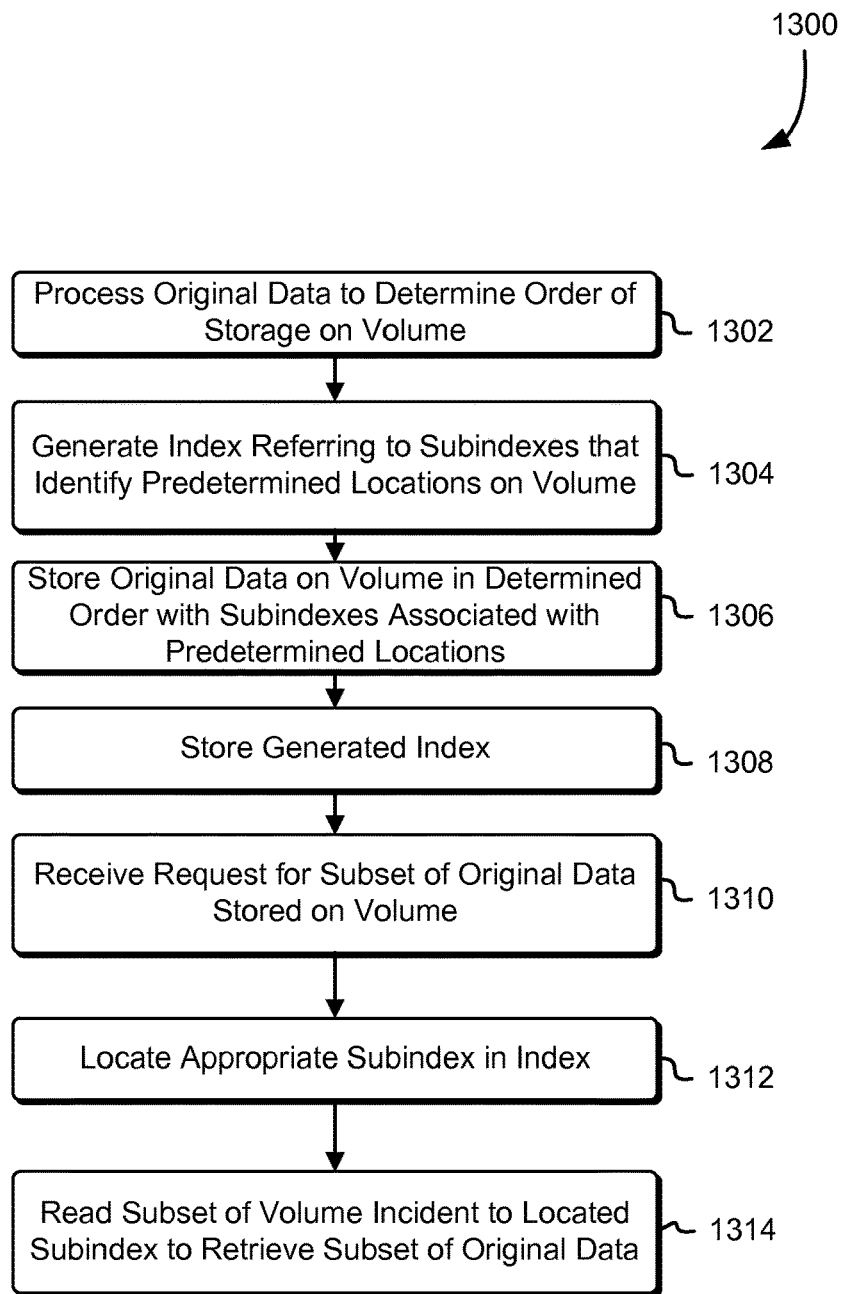 1300
Process Original Data to Determine Order of
Storage on Volume
1302
Generate Index Referring to Subindexes that
Identify Predetermined Locations on Volume
1304
Store Original Data on Volume in Determined
Order with Subindexes Associated with
Predetermined Locations
1306
Store Generated Index
1308
Receive Request for Subset of Original Data
Stored on Volume
1310
Locate Appropriate Subindex in Index
1312
Read Subset of Volume Incident to Located
Subindex to Retrieve Subset of Original Data
1314